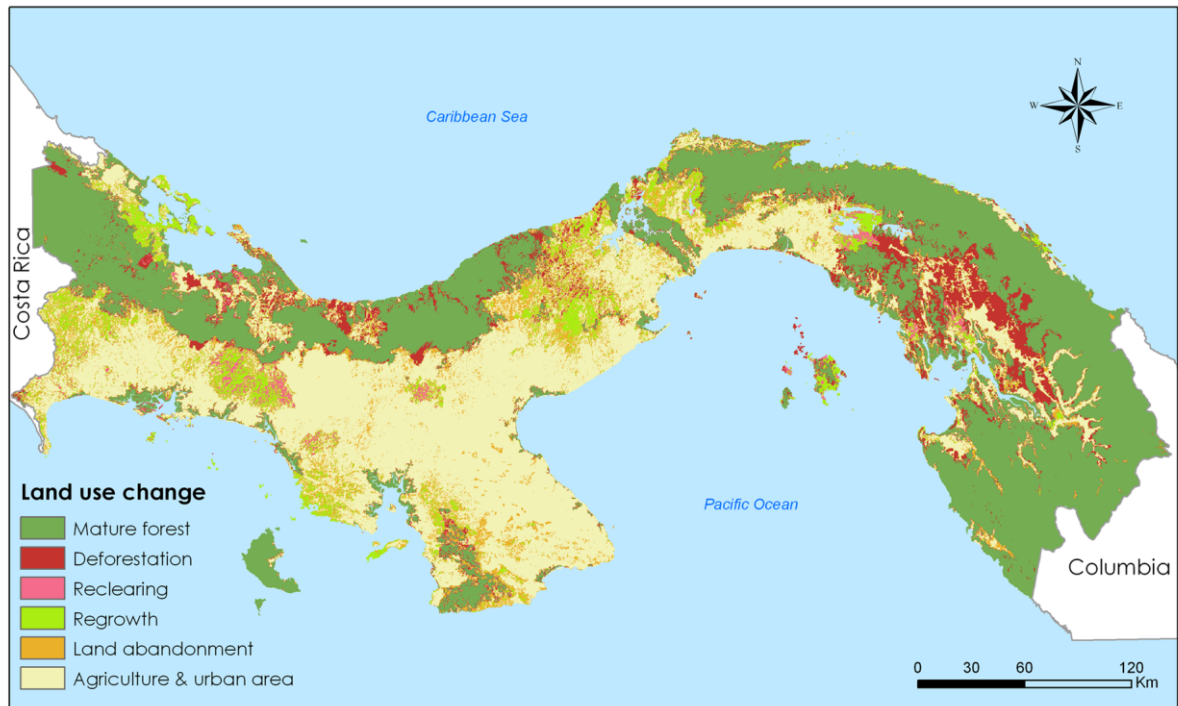 Caribbean Sea
N
W
E
S
Costa Rica
Pacific Ocean
Columbia
Land use change
Mature forest
Deforestation
Reclearing
Regrowth
Land abandonment
Agriculture & urban area
0 30 60 120
Km